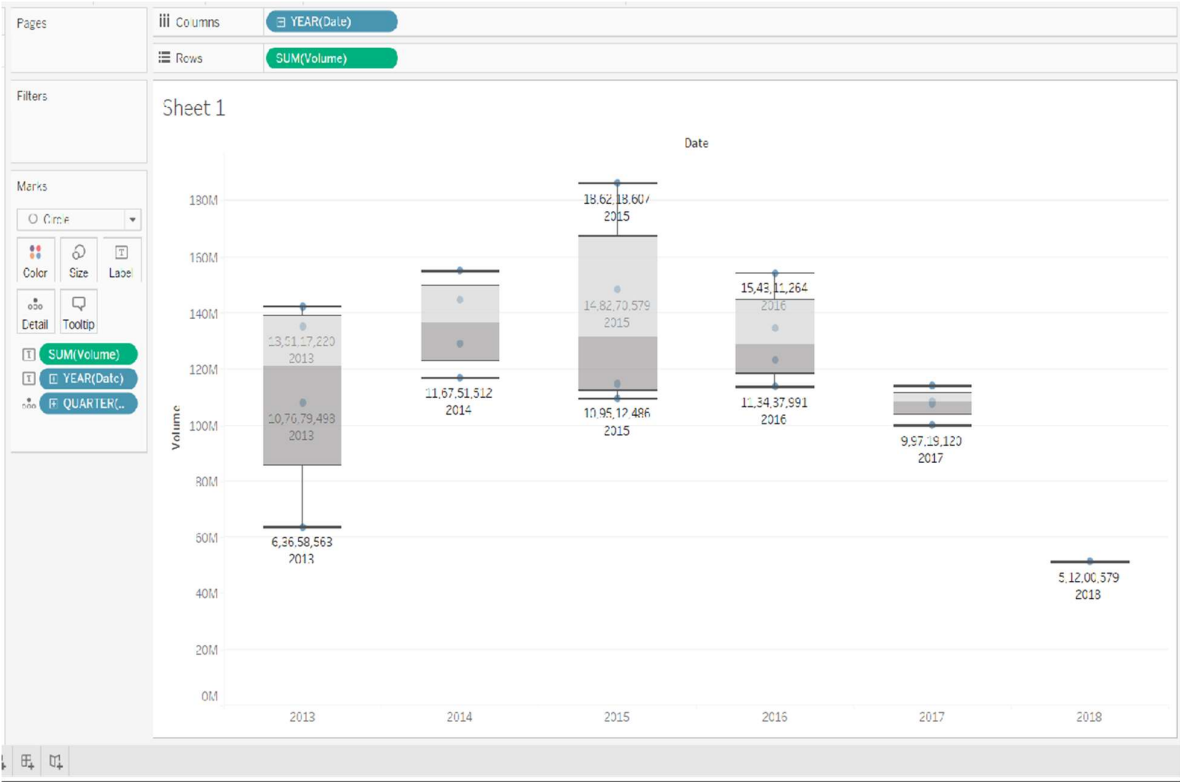 Pages
Columns
YEAR(Date)
Rows
SUM(Volume)
Filters
Sheet 1
Date
Marks
Circle
Color
Size
Label
Detail
Tooltip
SUM(Volume)
YEAR(Date)
QUARTER(..
Volume
180M
160M
140M
120M
100M
80M
60M
40M
20M
0M
18,62,18,607
2015
14,82,70,579
2015
15,43,11,264
2016
13,51,17,220
2013
10,76,79,493
2013
11,67,51,512
2014
10,95,12,486
2015
11,34,37,991
2016
9,97,19,120
2017
6,36,58,563
2013
5,12,00,579
2018
2013
2014
2015
2016
2017
2018